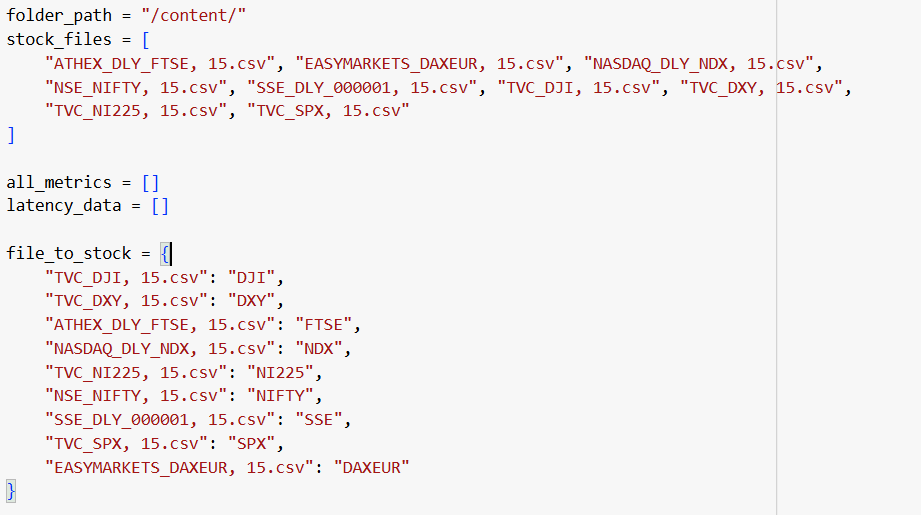 folder_path = "/content/"
stock_files = [
    "ATHEX_DLY_FTSE, 15.csv", "EASYMARKETS_DAXEUR, 15.csv", "NASDAQ_DLY_NDX, 15.csv",
    "NSE_NIFTY, 15.csv", "SSE_DLY_000001, 15.csv", "TVC_DJI, 15.csv", "TVC_DXY, 15.csv",
    "TVC_NI225, 15.csv", "TVC_SPX, 15.csv"
]
all_metrics = []
latency_data = []
file_to_stock = {
    "TVC_DJI, 15.csv": "DJI",
    "TVC_DXY, 15.csv": "DXY",
    "ATHEX_DLY_FTSE, 15.csv": "FTSE",
    "NASDAQ_DLY_NDX, 15.csv": "NDX",
    "TVC_NI225, 15.csv": "NI225",
    "NSE_NIFTY, 15.csv": "NIFTY",
    "SSE_DLY_000001, 15.csv": "SSE",
    "TVC_SPX, 15.csv": "SPX",
    "EASYMARKETS_DAXEUR, 15.csv": "DAXEUR"
}